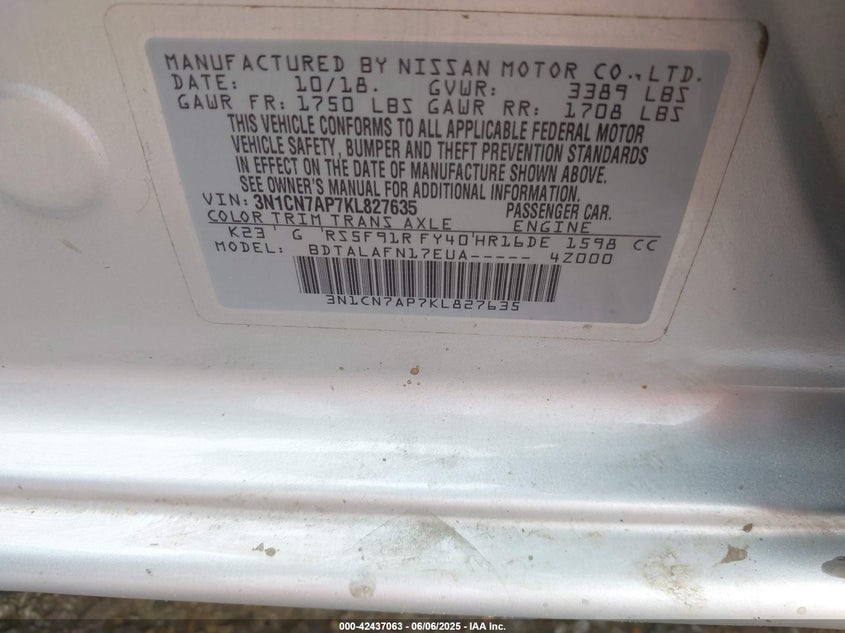 MANUFACTURED BY NISSAN MOTOR CO.,LTD.
DATE: 10/18. GVWR: 3389 LBS
GAWR FR: 1750 LBS GAWR RR: 1708 LBS
THIS VEHICLE CONFORMS TO ALL APPLICABLE FEDERAL MOTOR
VEHICLE SAFETY, BUMPER AND THEFT PREVENTION STANDARDS
IN EFFECT ON THE DATE OF MANUFACTURE SHOWN ABOVE.
SEE OWNER'S MANUAL FOR ADDITIONAL INFORMATION.
VIN: 3N1CN7AP7KL827635 PASSENGER CAR.
COLOR TRIM TRANS AXLE ENGINE
K23 ' G 'RS5F91R FY40'HR16DE 1598 CC
MODEL: BDTALAFN17EUA----- 4Z000
3N1CN7AP7KL827635
000-42437063 - 06/06/2025 - IAA Inc.